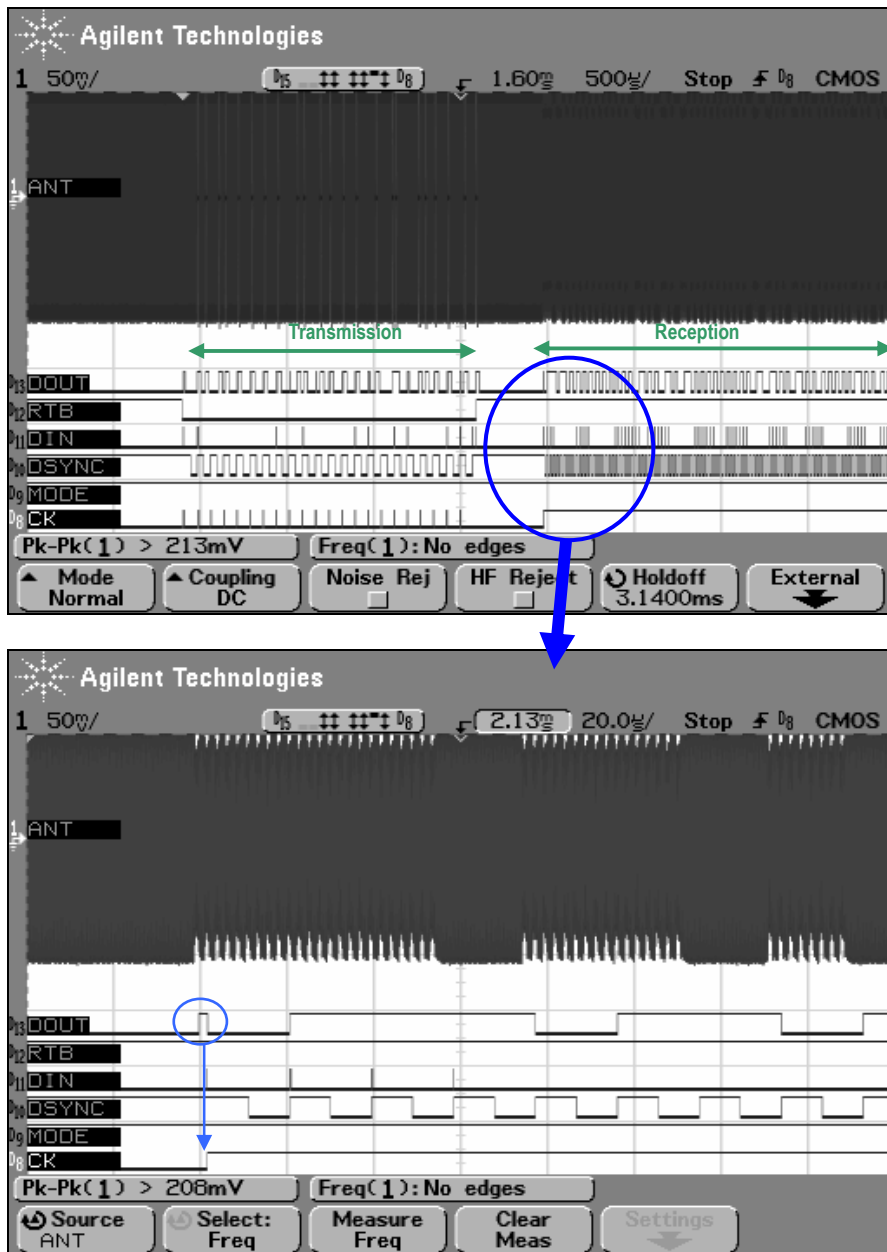 Agilent Technologies
1 50mV/ D15 D8 1.60ms 500us/ Stop D8 CMOS
1 ANT
Transmission Reception
D13 DOUT
D12 RTB
D11 DIN
D10 DSYNC
D9 MODE
D8 CK
Pk-Pk(1) > 213mV Freq(1): No edges
Mode Normal Coupling DC Noise Rej HF Reject Holdoff 3.1400ms External
Agilent Technologies
1 50mV/ D15 D8 2.13ms 20.0us/ Stop D8 CMOS
1 ANT
D13 DOUT
D12 RTB
D11 DIN
D10 DSYNC
D9 MODE
D8 CK
Pk-Pk(1) > 208mV Freq(1): No edges
Source ANT Select: Freq Measure Freq Clear Meas Settings